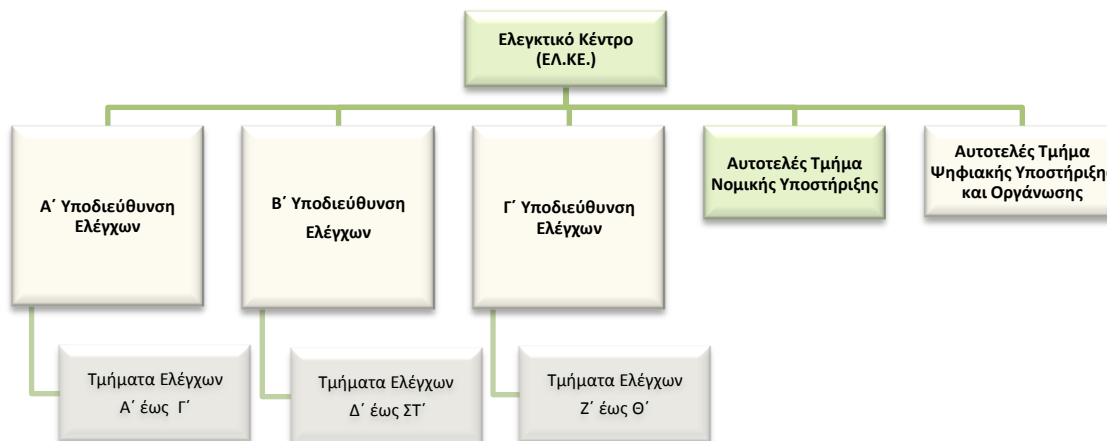 Ελεγκτικό Κέντρο
(ΕΛ.ΚΕ.)
Α΄ Υποδιεύθυνση
Ελέγχων
Β΄ Υποδιεύθυνση
Ελέγχων
Γ΄ Υποδιεύθυνση
Ελέγχων
Αυτοτελές Τμήμα
Νομικής Υποστήριξης
Αυτοτελές Τμήμα
Ψηφιακής Υποστήριξης
και Οργάνωσης
Τμήματα Ελέγχων
Α΄ έως Γ΄
Τμήματα Ελέγχων
Δ΄ έως ΣΤ΄
Τμήματα Ελέγχων
Ζ΄ έως Θ΄